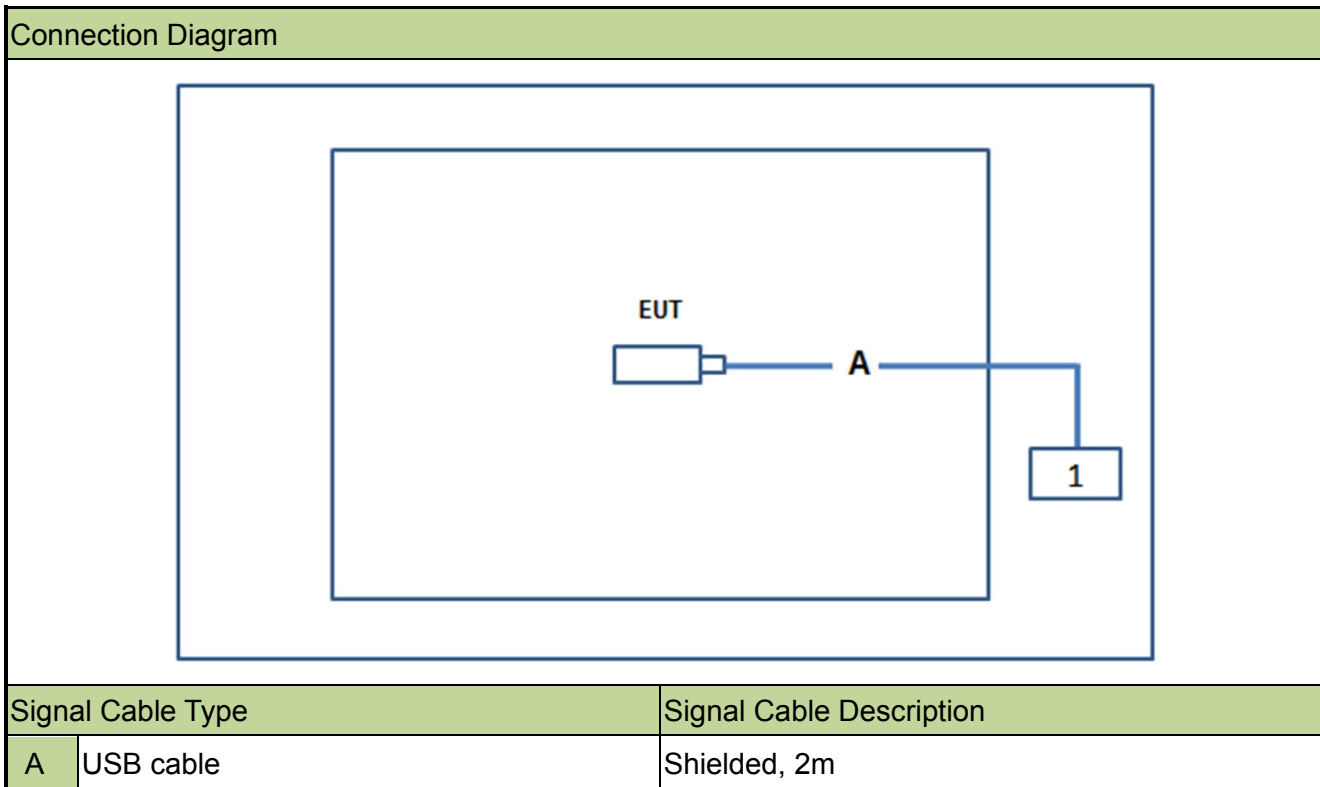 Connection Diagram
EUT
A
1
Signal Cable Type Signal Cable Description
A USB cable Shielded, 2m